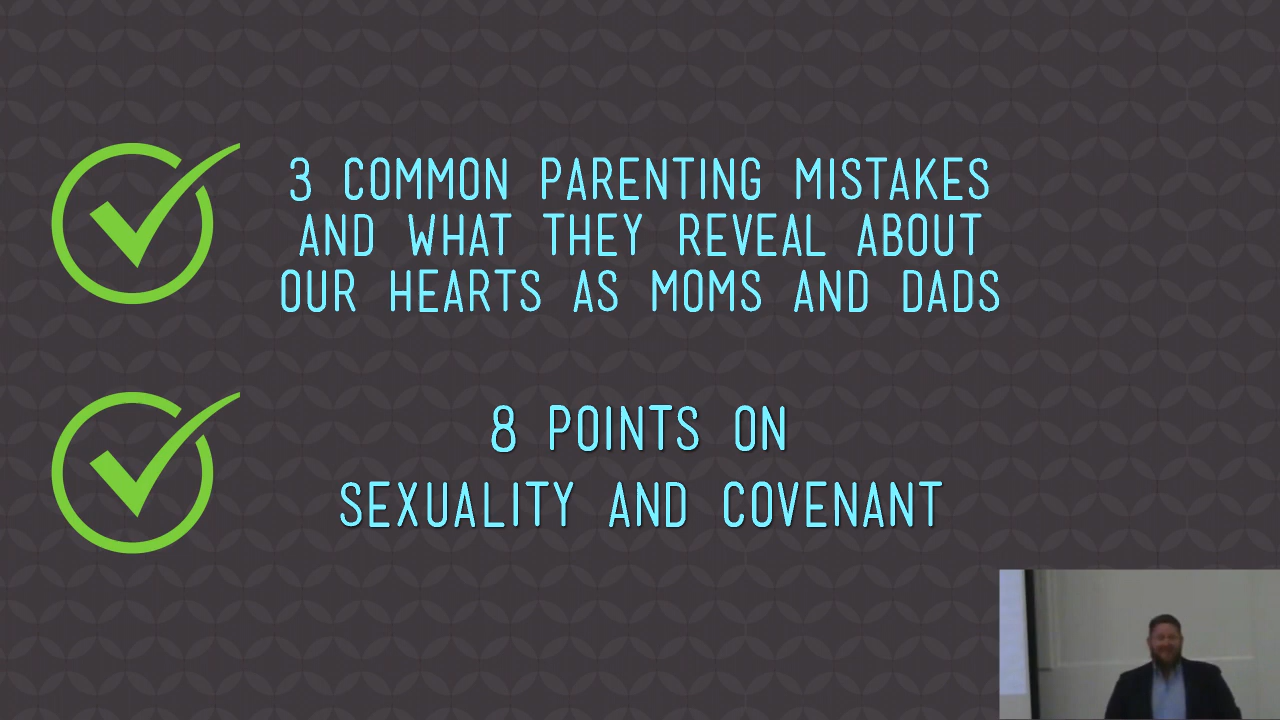 3 COMMON PARENTING MISTAKES
AND WHAT THEY REVEAL ABOUT
OUR HEARTS AS MOMS AND DADS
8 POINTS ON
SEXUALITY AND COVENANT